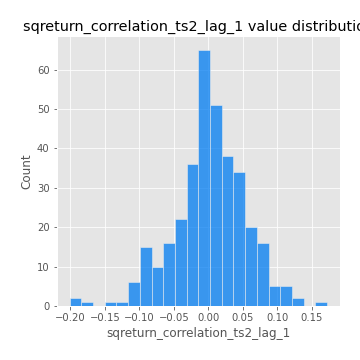 sqreturn_correlation_ts2_lag_1 value distributio
Count
60
50
40
30
20
10
0
−0.20 −0.15 −0.10 −0.05 0.00 0.05 0.10 0.15
sqreturn_correlation_ts2_lag_1